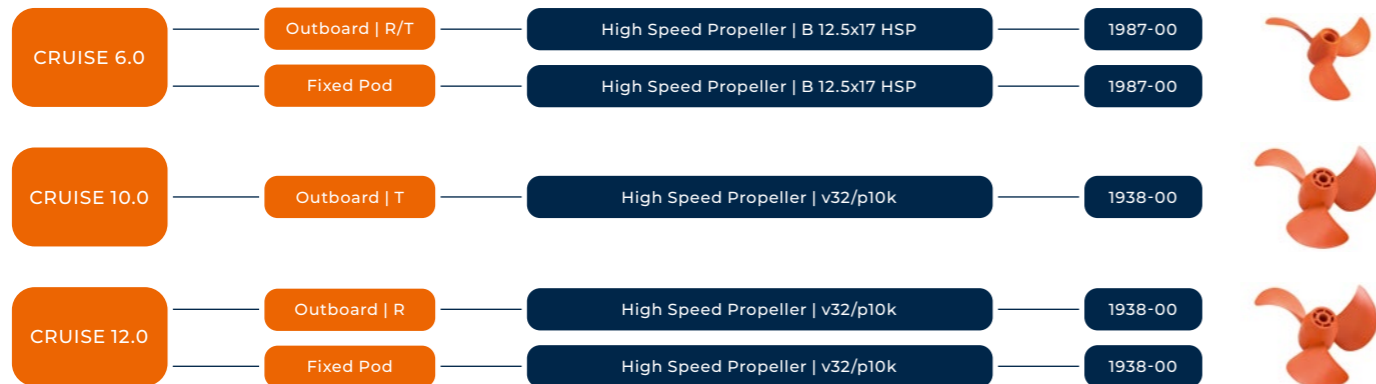 CRUISE 6.0
Outboard | R/T
High Speed Propeller | B 12.5x17 HSP
1987-00
Fixed Pod
High Speed Propeller | B 12.5x17 HSP
1987-00
CRUISE 10.0
Outboard | T
High Speed Propeller | v32/p10k
1938-00
CRUISE 12.0
Outboard | R
High Speed Propeller | v32/p10k
1938-00
Fixed Pod
High Speed Propeller | v32/p10k
1938-00